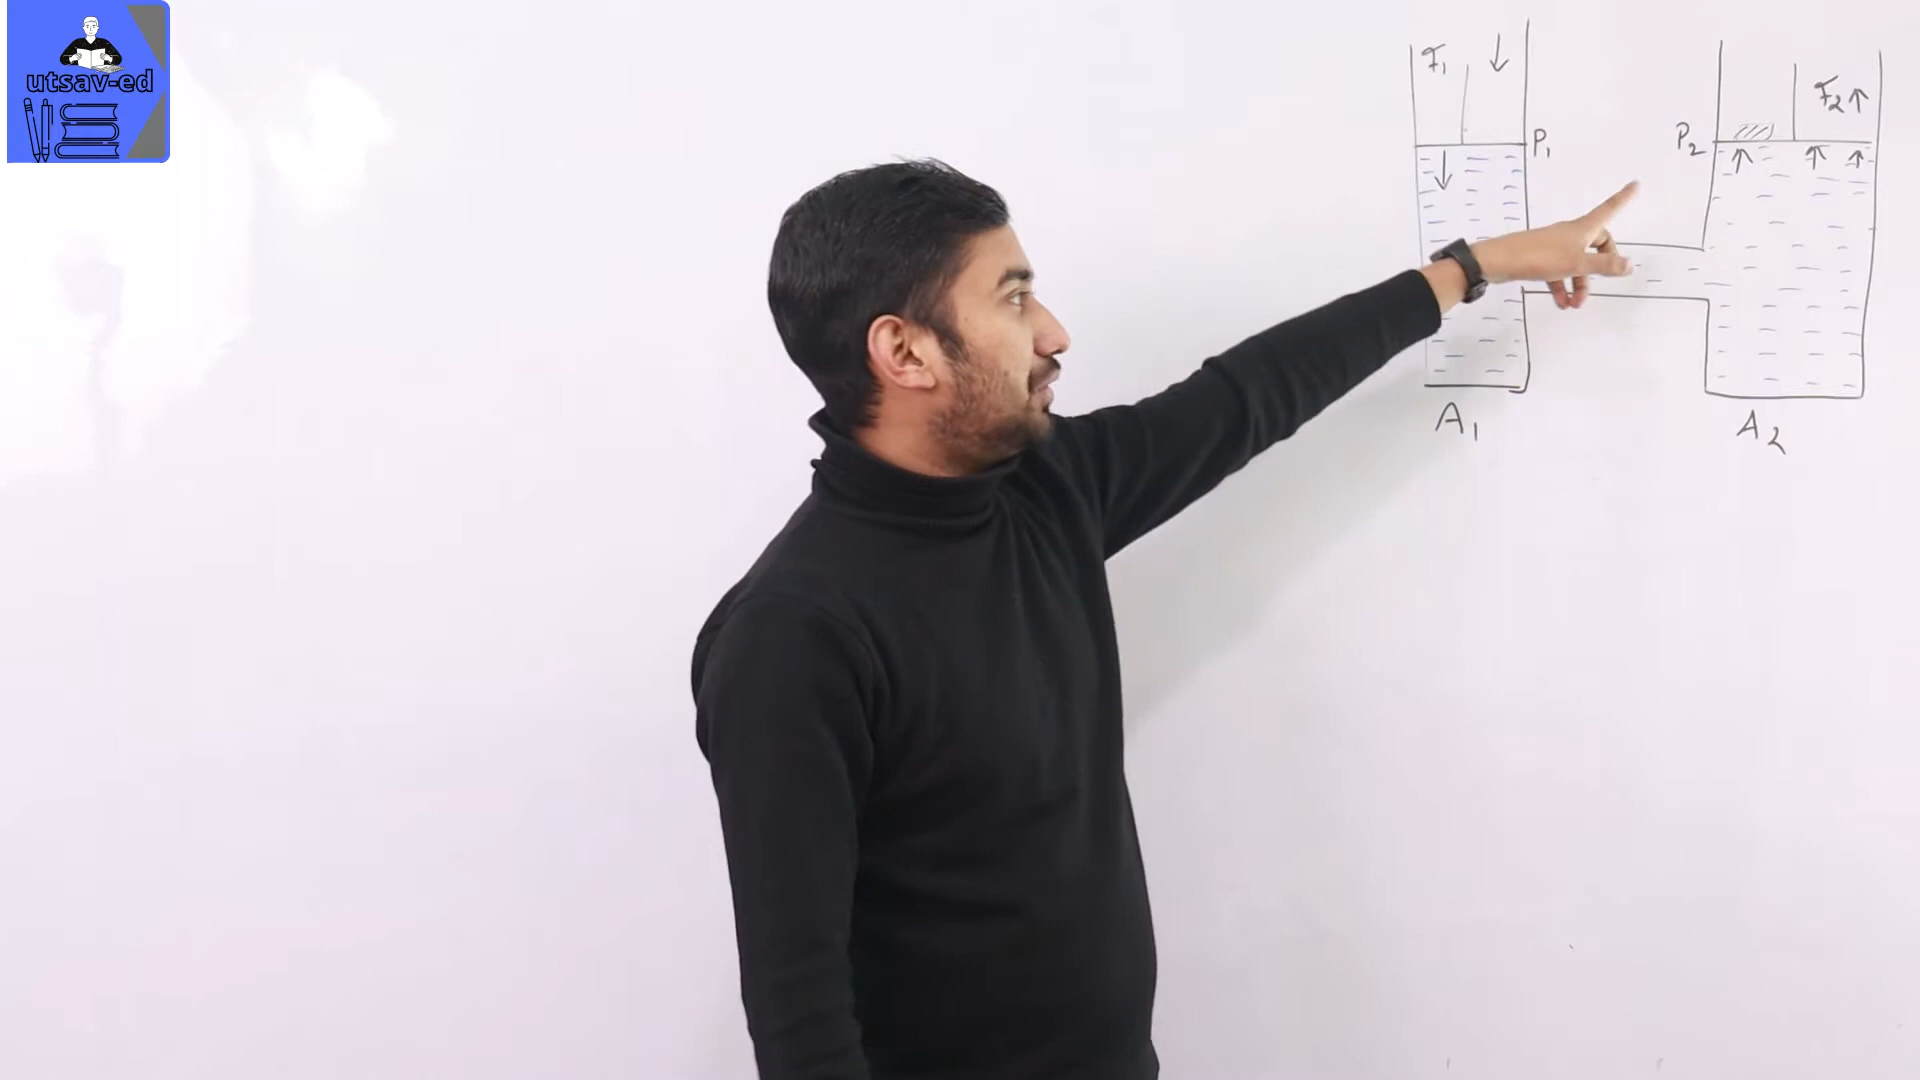 utsav-ed
F₁
F₂
P₁
P₂
A₁
A₂